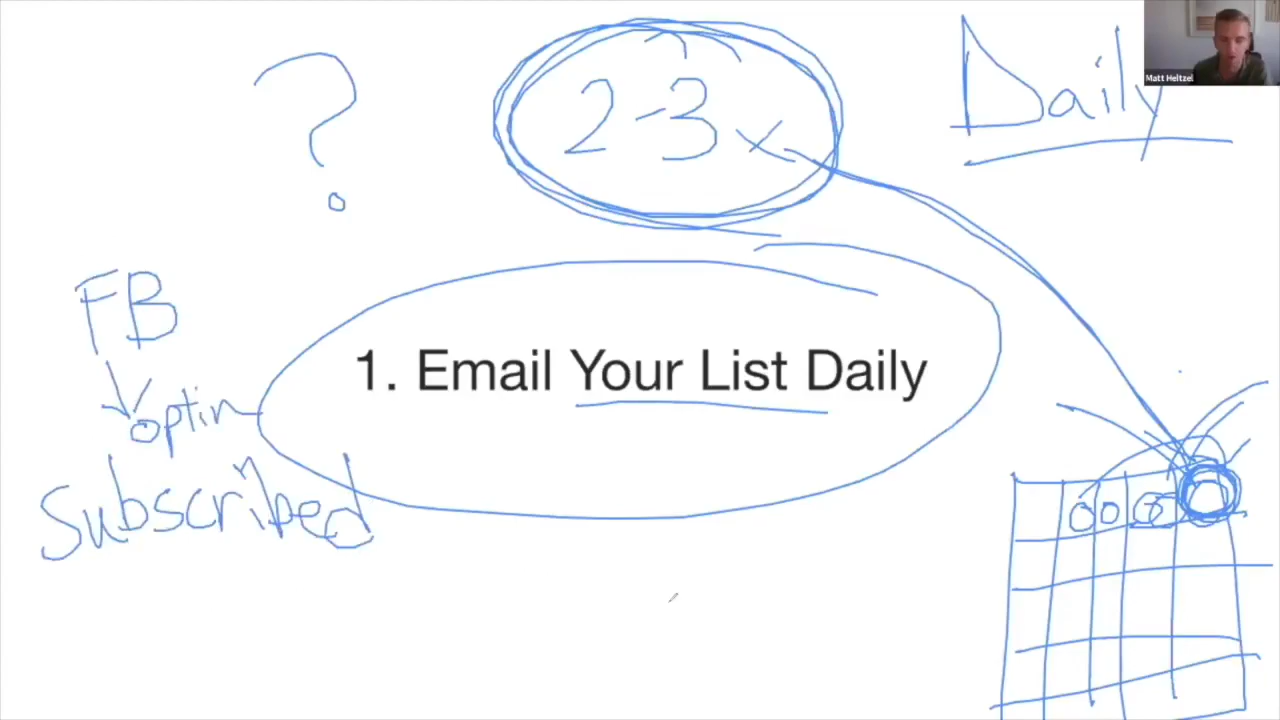 ?
2-3x
Daily
Matt Heltzel
FB
1. Email Your List Daily
optin
Subscribed